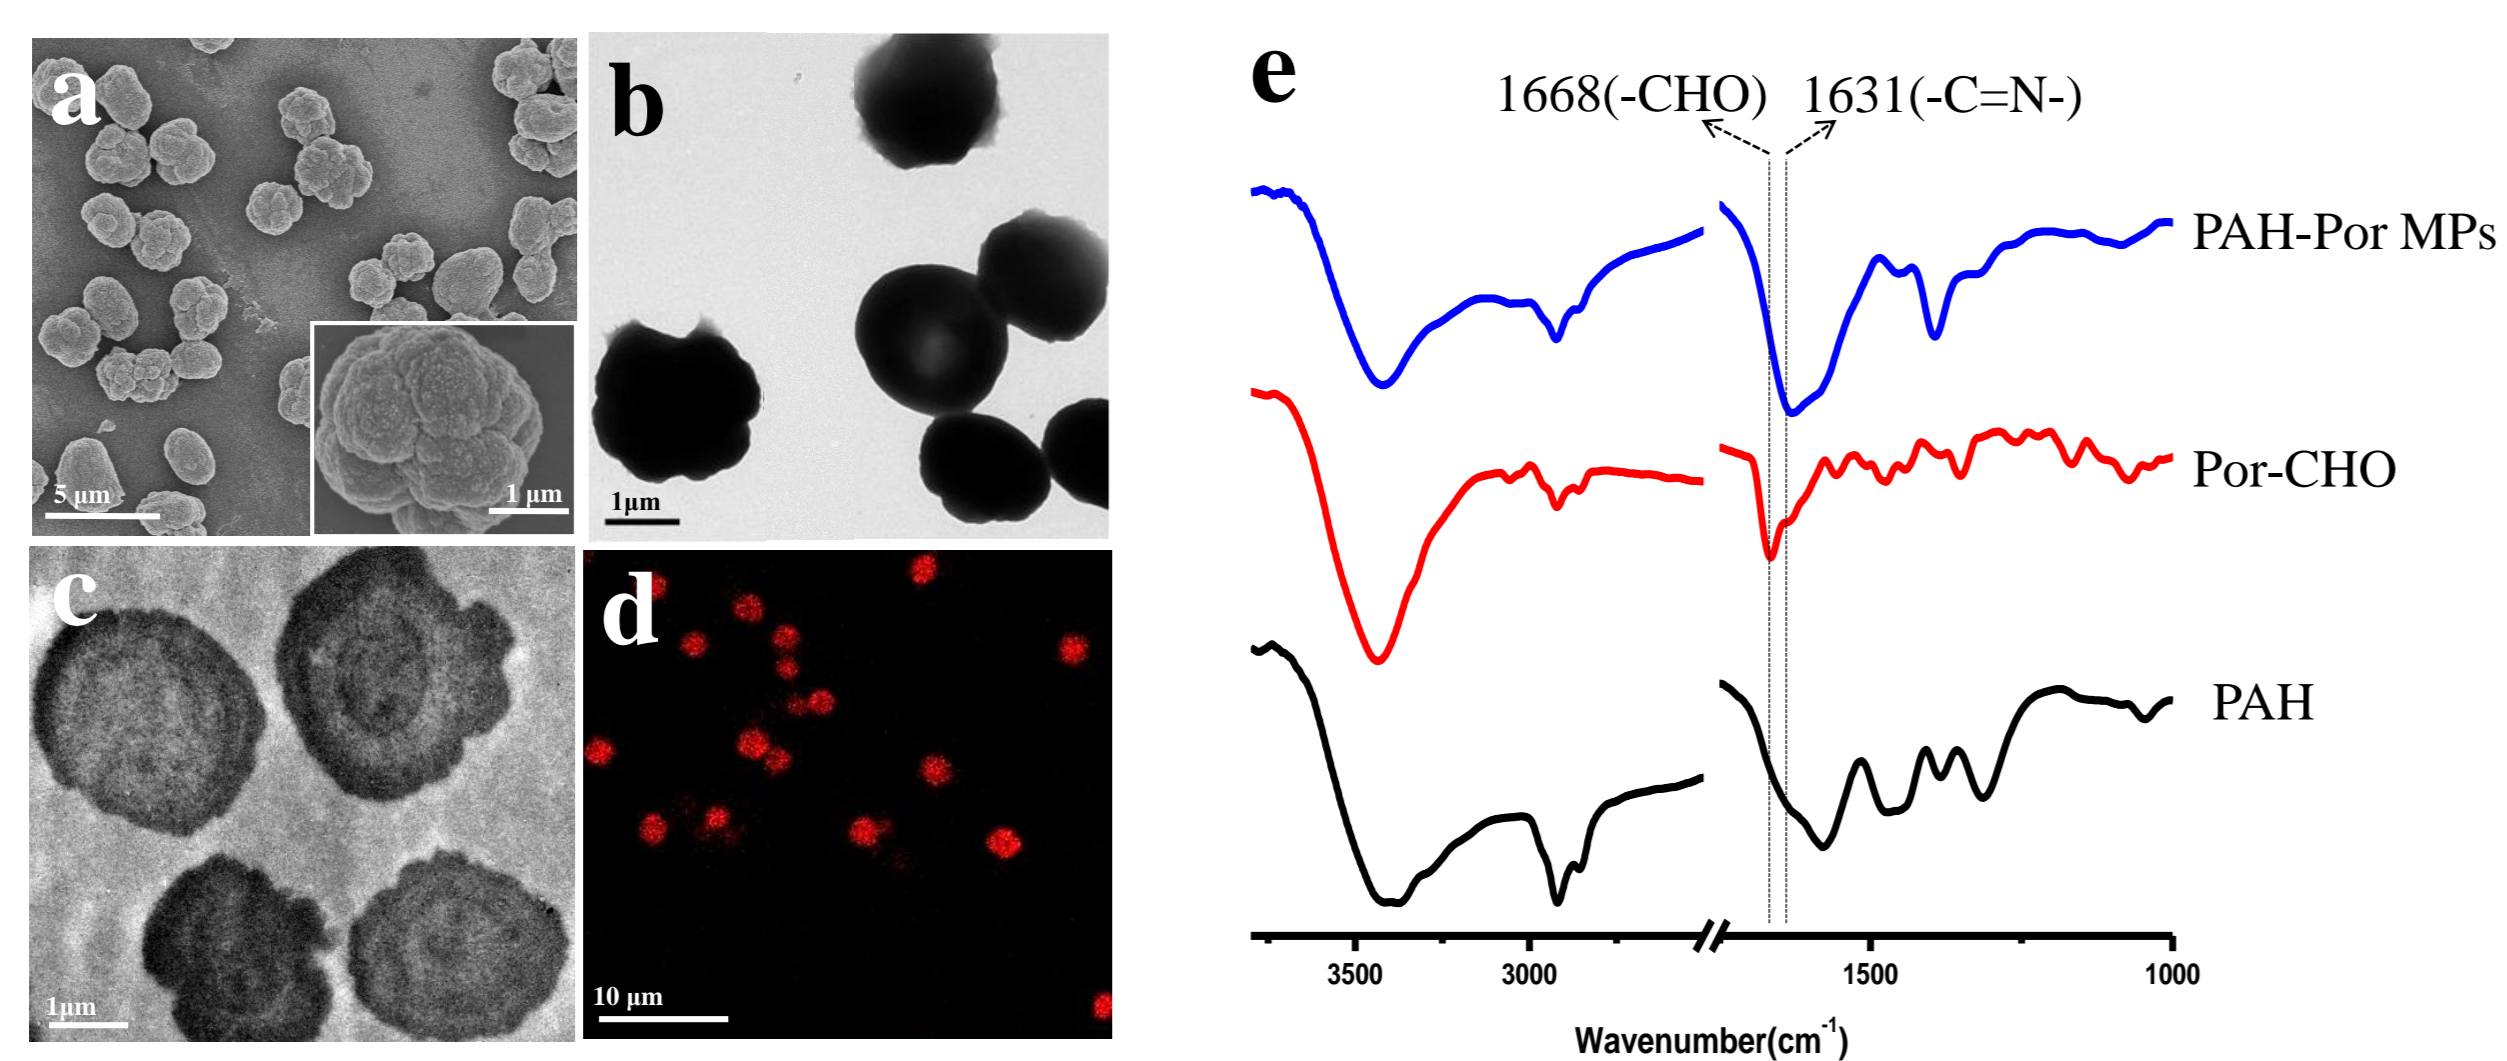 a
5 μm
1 μm
b
1μm
c
1μm
d
10 μm
e
1668(-CHO) 1631(-C=N-)
PAH-Por MPs
Por-CHO
PAH
3500 3000 1500 1000
Wavenumber(cm-1)